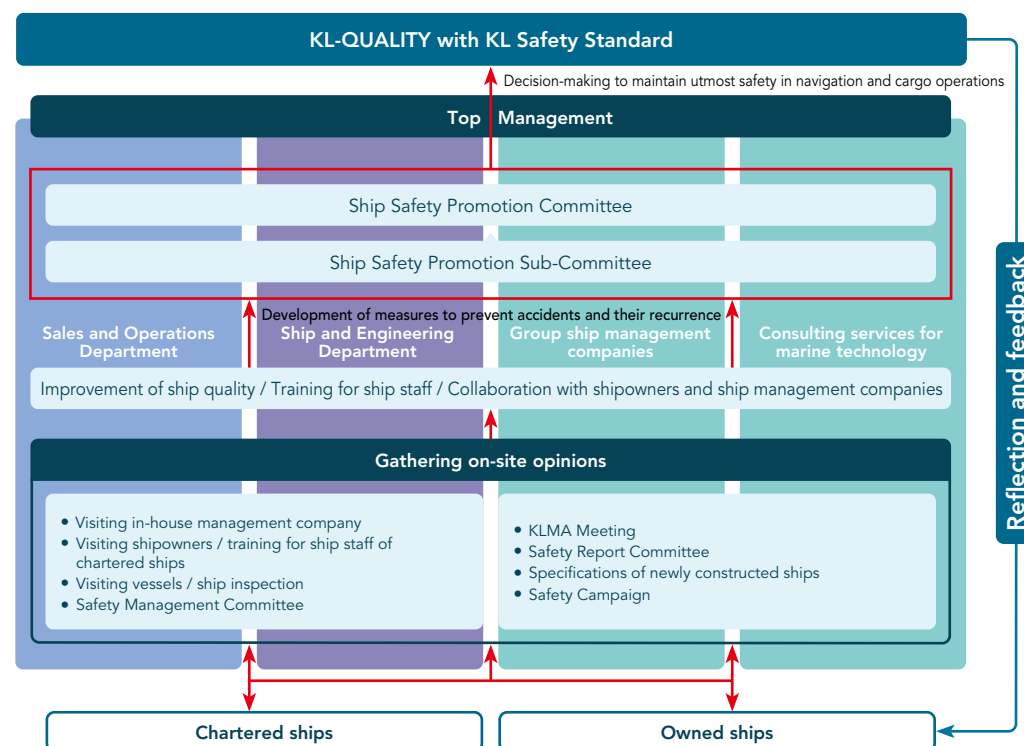 KL-QUALITY with KL Safety Standard
Decision-making to maintain utmost safety in navigation and cargo operations
Top Management
Ship Safety Promotion Committee
Ship Safety Promotion Sub-Committee
Development of measures to prevent accidents and their recurrence
Sales and Operations
Department
Ship and Engineering
Department
Group ship management
companies
Consulting services for
marine technology
Improvement of ship quality / Training for ship staff / Collaboration with shipowners and ship management companies
Gathering on-site opinions
• Visiting in-house management company
• Visiting shipowners / training for ship staff of
chartered ships
• Visiting vessels / ship inspection
• Safety Management Committee
• KLMA Meeting
• Safety Report Committee
• Specifications of newly constructed ships
• Safety Campaign
Chartered ships
Owned ships
Reflection and feedback